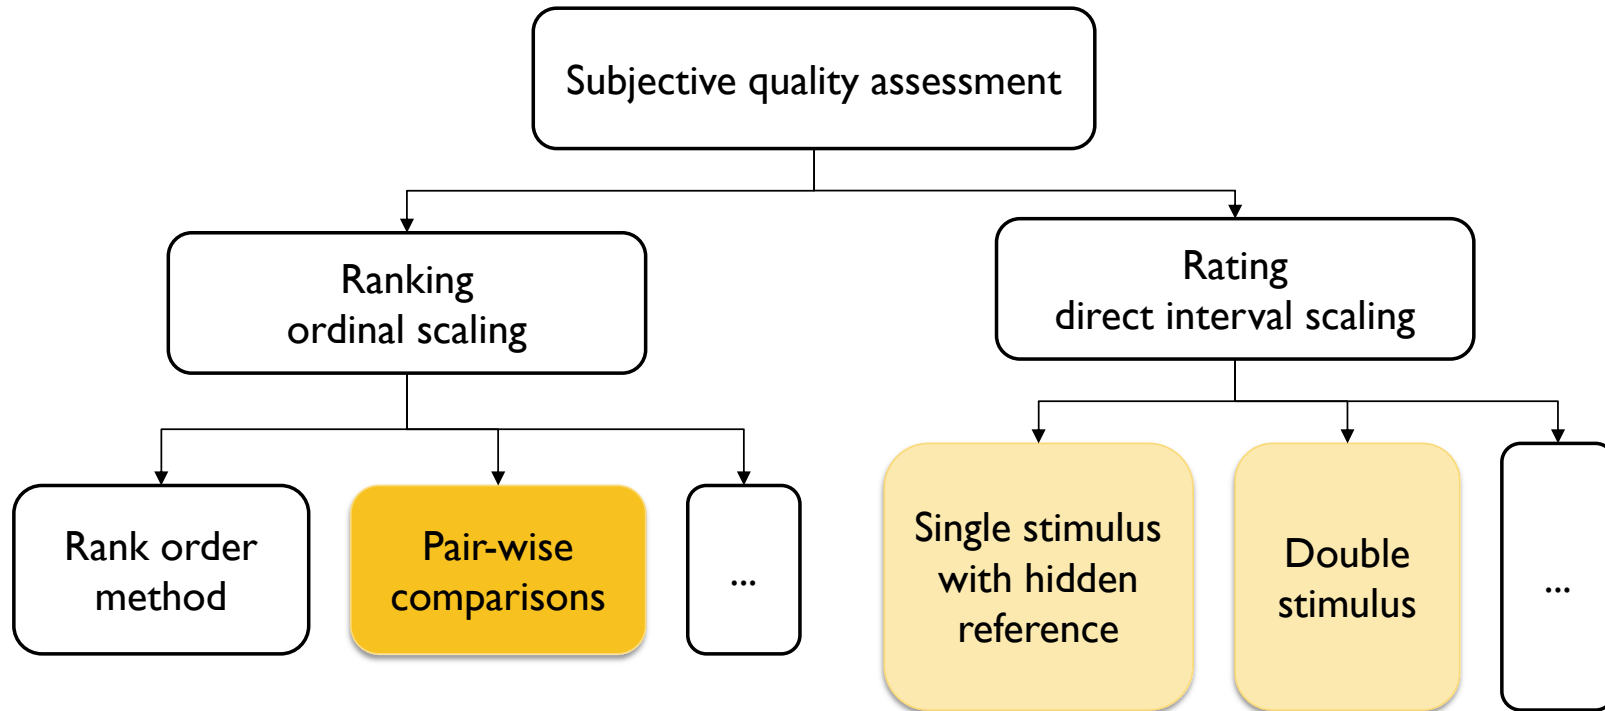 Subjective quality assessment
Ranking
ordinal scaling
Rating
direct interval scaling
Rank order
method
Pair-wise
comparisons
...
Single stimulus
with hidden
reference
Double
stimulus
...